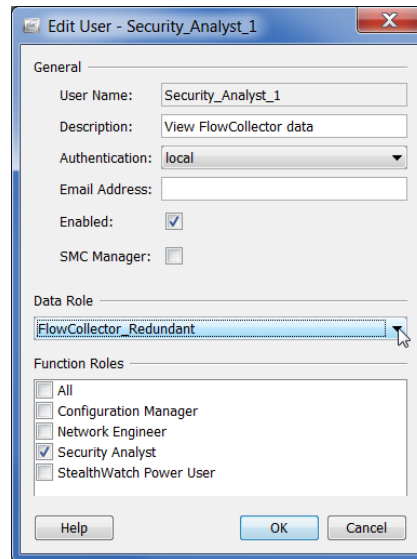 Edit User - Security_Analyst_1
General
User Name: Security_Analyst_1
Description: View FlowCollector data
Authentication: local
Email Address:
Enabled:
SMC Manager:
Data Role
FlowCollector_Redundant
Function Roles
All
Configuration Manager
Network Engineer
Security Analyst
StealthWatch Power User
Help OK Cancel